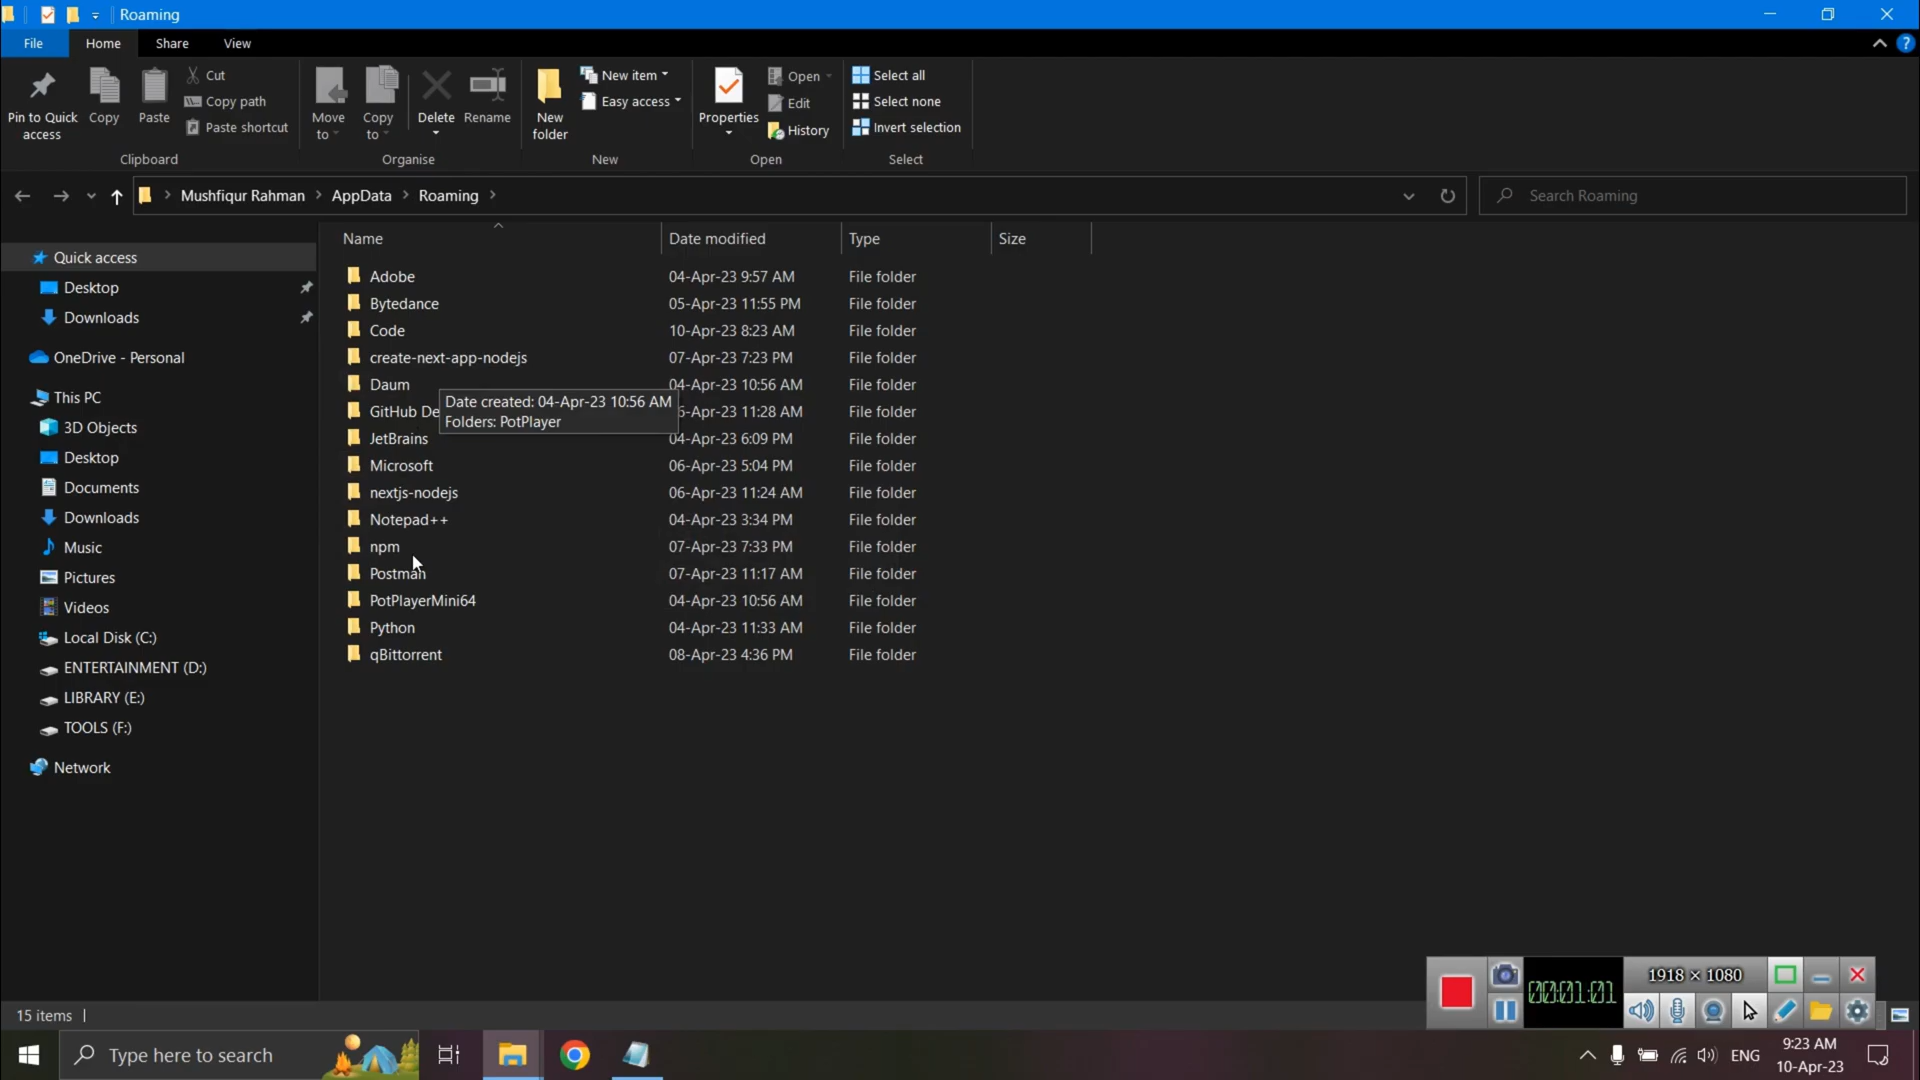 Roaming
File Home Share View
Pin to Quick access
Copy
Paste
Cut
Copy path
Paste shortcut
Clipboard
Move to
Copy to
Delete
Rename
Organise
New folder
New item
Easy access
New
Properties
Open
Edit
History
Open
Select all
Select none
Invert selection
Select
Mushfiqur Rahman > AppData > Roaming >
Search Roaming
Quick access
Desktop
Downloads
OneDrive - Personal
This PC
3D Objects
Desktop
Documents
Downloads
Music
Pictures
Videos
Local Disk (C:)
ENTERTAINMENT (D:)
LIBRARY (E:)
TOOLS (F:)
Network
Name Date modified Type Size
Adobe 04-Apr-23 9:57 AM File folder
Bytedance 05-Apr-23 11:55 PM File folder
Code 10-Apr-23 8:23 AM File folder
create-next-app-nodejs 07-Apr-23 7:23 PM File folder
Daum 04-Apr-23 10:56 AM File folder
Date created: 04-Apr-23 10:56 AM
Folders: PotPlayer
GitHub De 6-Apr-23 11:28 AM File folder
JetBrains 04-Apr-23 6:09 PM File folder
Microsoft 06-Apr-23 5:04 PM File folder
nextjs-nodejs 06-Apr-23 11:24 AM File folder
Notepad++ 04-Apr-23 3:34 PM File folder
npm 07-Apr-23 7:33 PM File folder
Postman 07-Apr-23 11:17 AM File folder
PotPlayerMini64 04-Apr-23 10:56 AM File folder
Python 04-Apr-23 11:33 AM File folder
qBittorrent 08-Apr-23 4:36 PM File folder
1918 × 1080
00:01:01
15 items
Type here to search
ENG
9:23 AM
10-Apr-23